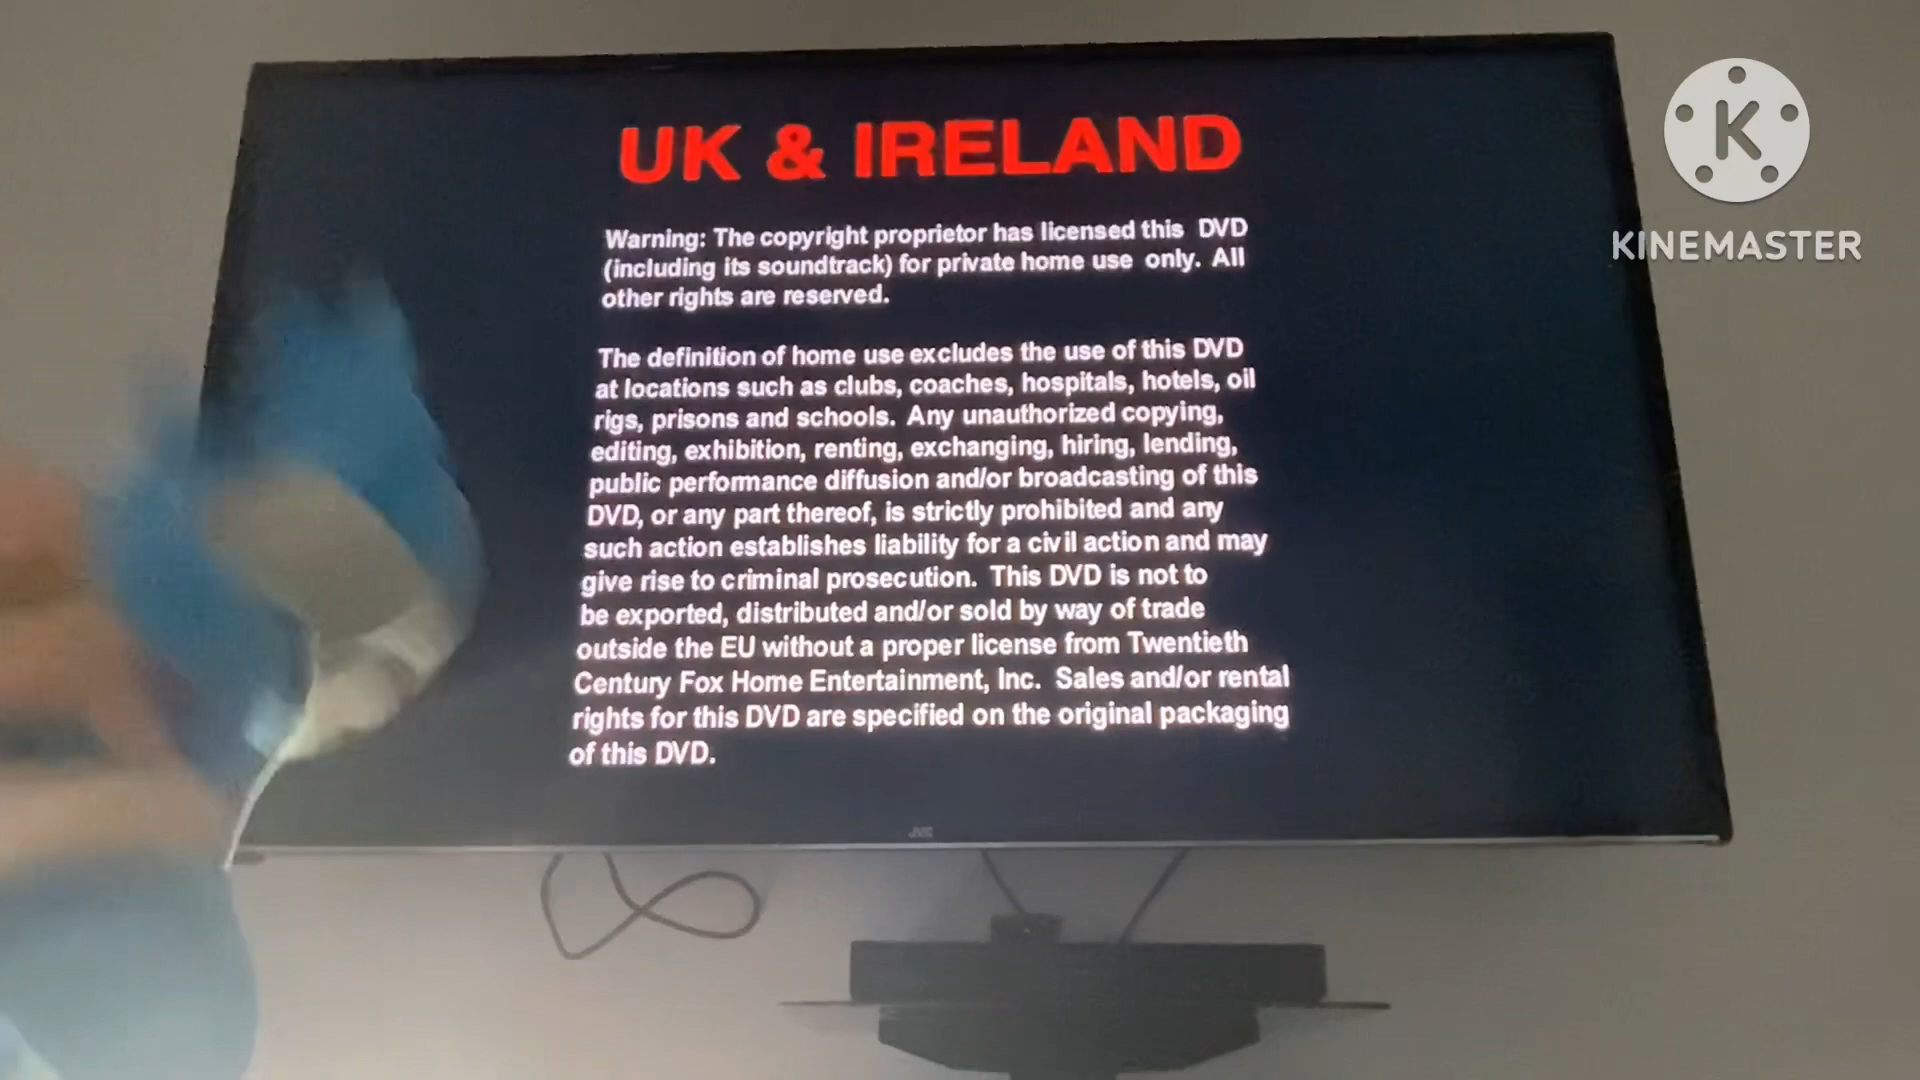 UK & IRELAND
Warning: The copyright proprietor has licensed this DVD
(including its soundtrack) for private home use only. All
other rights are reserved.
The definition of home use excludes the use of this DVD
at locations such as clubs, coaches, hospitals, hotels, oil
rigs, prisons and schools. Any unauthorized copying,
editing, exhibition, renting, exchanging, hiring, lending,
public performance diffusion and/or broadcasting of this
DVD, or any part thereof, is strictly prohibited and any
such action establishes liability for a civil action and may
give rise to criminal prosecution. This DVD is not to
be exported, distributed and/or sold by way of trade
outside the EU without a proper license from Twentieth
Century Fox Home Entertainment, Inc. Sales and/or rental
rights for this DVD are specified on the original packaging
of this DVD.
JVC
K
KINEMASTER